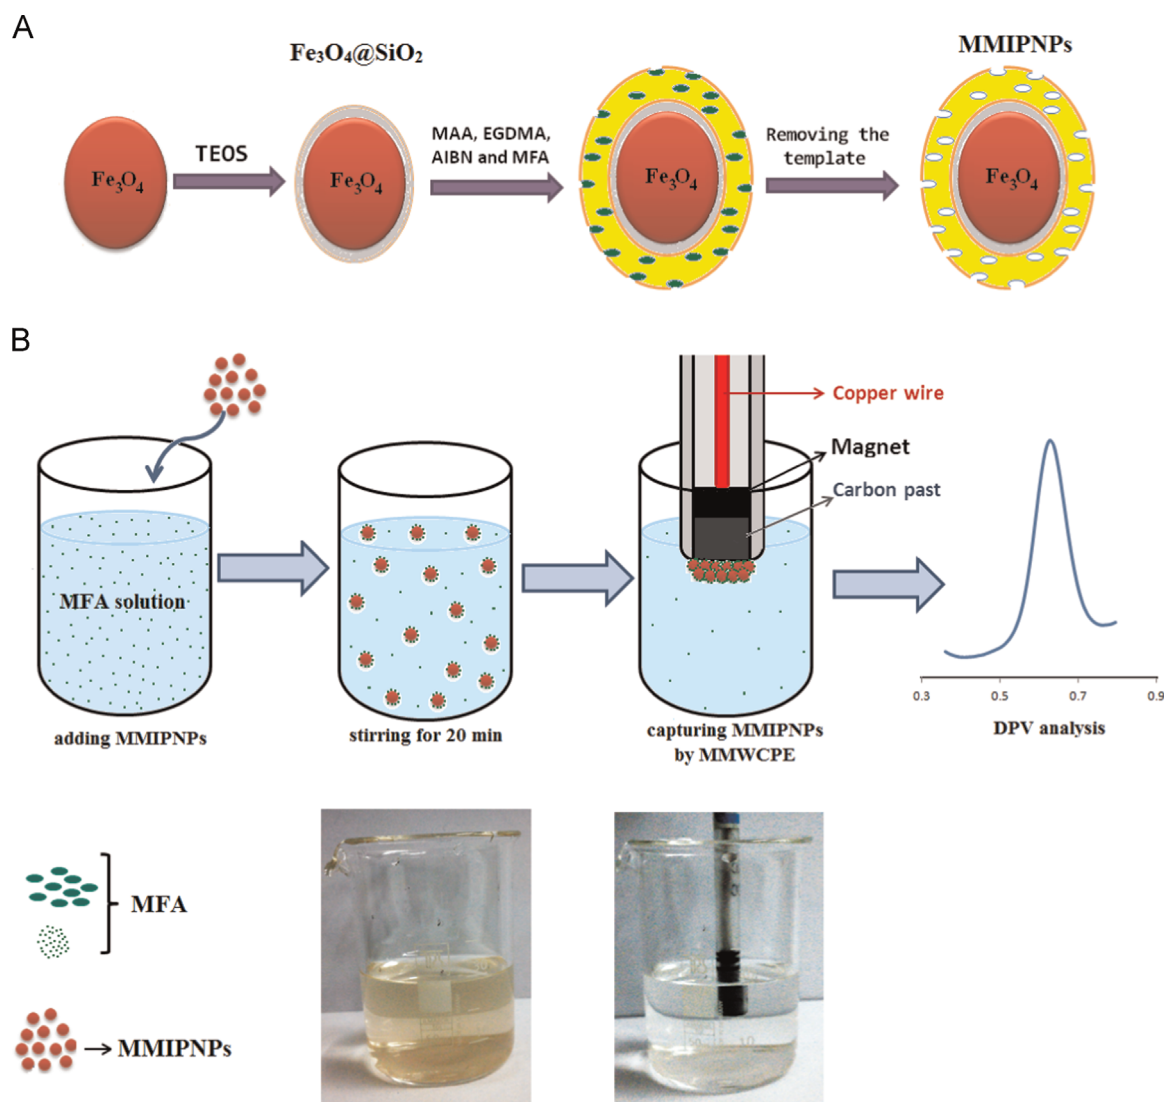 A
Fe₃O₄@SiO₂
MMIPNPs
Fe₃O₄
TEOS
MAA, EGDMA,
AIBN and MFA
Fe₃O₄
Fe₃O₄
Removing the
template
Fe₃O₄
B
MFA solution
adding MMIPNPs
stirring for 20 min
Copper wire
Magnet
Carbon past
capturing MMIPNPs
by MMWCPE
0.3 0.5 0.7 0.9
DPV analysis
MFA
MMIPNPs